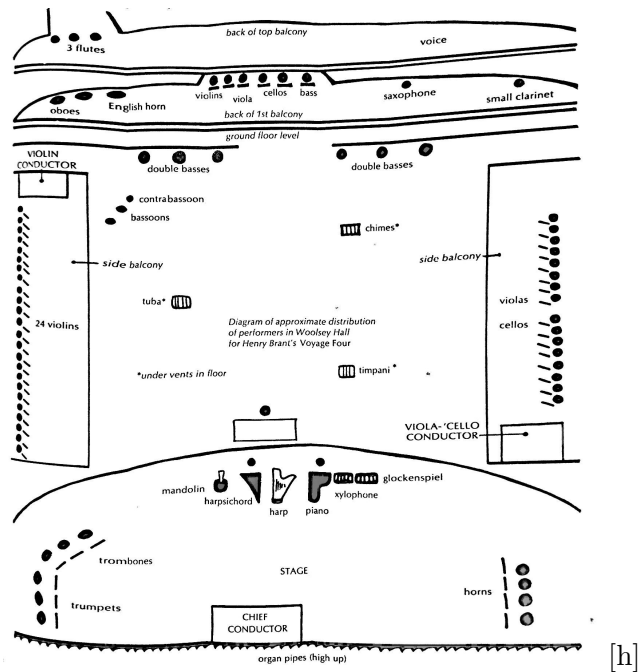 back of top balcony
3 flutes
voice
violins
viola
cellos
bass
saxophone
small clarinet
oboes
English horn
back of 1st balcony
ground floor level
VIOLIN
CONDUCTOR
double basses
double basses
contrabassoon
bassoons
chimes*
side balcony
side balcony
tuba*
violas
24 violins
cellos
Diagram of approximate distribution
of performers in Woolsey Hall
for Henry Brant's Voyage Four
*under vents in floor
timpani *
VIOLA-'CELLO
CONDUCTOR
mandolin
harpsichord
harp
piano
xylophone
glockenspiel
trombones
STAGE
trumpets
horns
CHIEF
CONDUCTOR
organ pipes (high up)
[h]